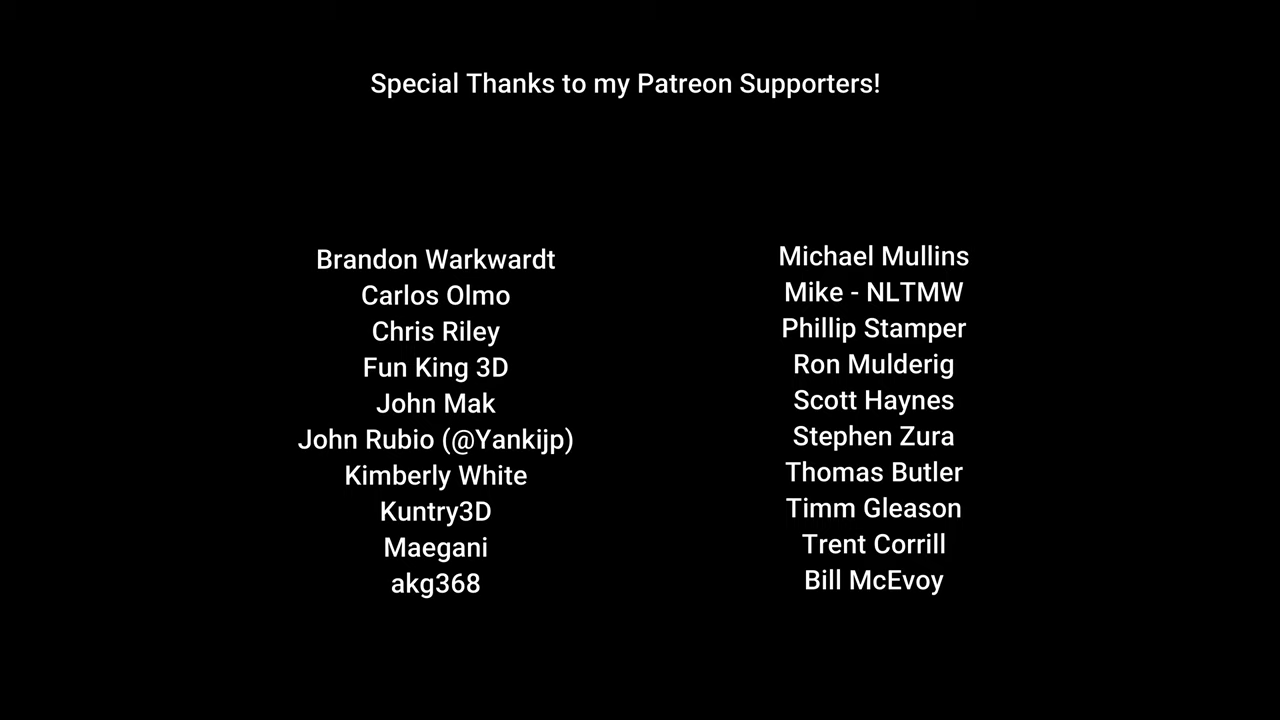 Special Thanks to my Patreon Supporters!
Brandon Warkwardt
Carlos Olmo
Chris Riley
Fun King 3D
John Mak
John Rubio (@Yankijp)
Kimberly White
Kuntry3D
Maegani
akg368
Michael Mullins
Mike - NLTMW
Phillip Stamper
Ron Mulderig
Scott Haynes
Stephen Zura
Thomas Butler
Timm Gleason
Trent Corrill
Bill McEvoy